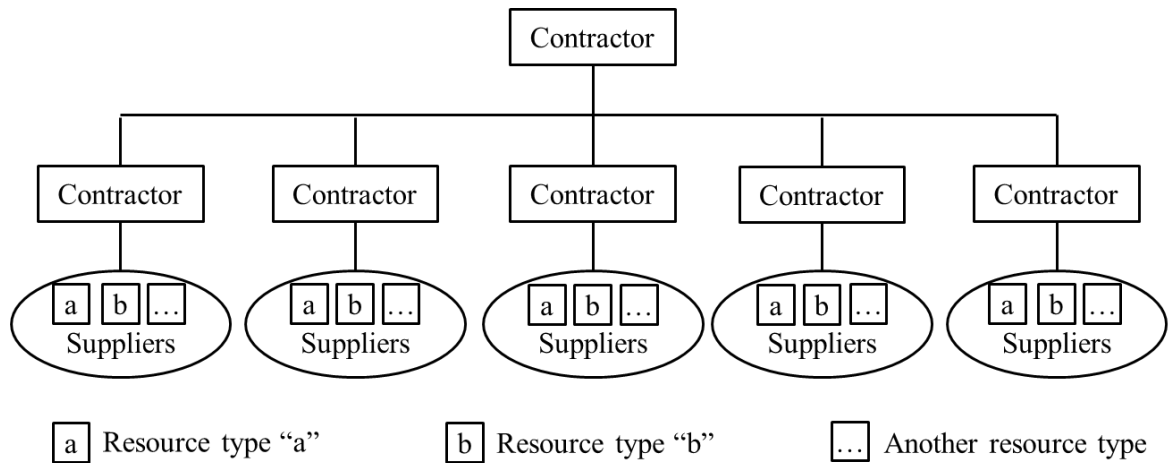 Contractor
Contractor Contractor Contractor Contractor Contractor
a b ... a b ... a b ... a b ... a b ...
Suppliers Suppliers Suppliers Suppliers Suppliers
a Resource type “a” b Resource type “b” ... Another resource type